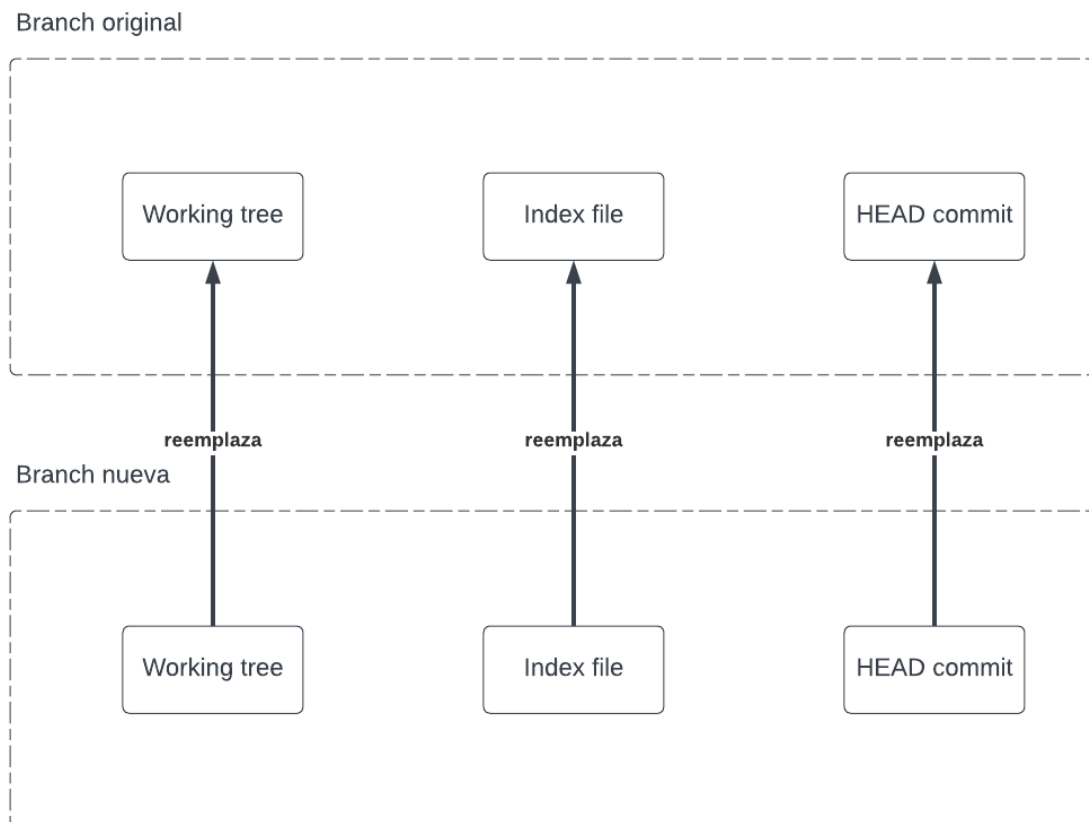 Branch original
Working tree
Index file
HEAD commit
reemplaza
reemplaza
reemplaza
Branch nueva
Working tree
Index file
HEAD commit